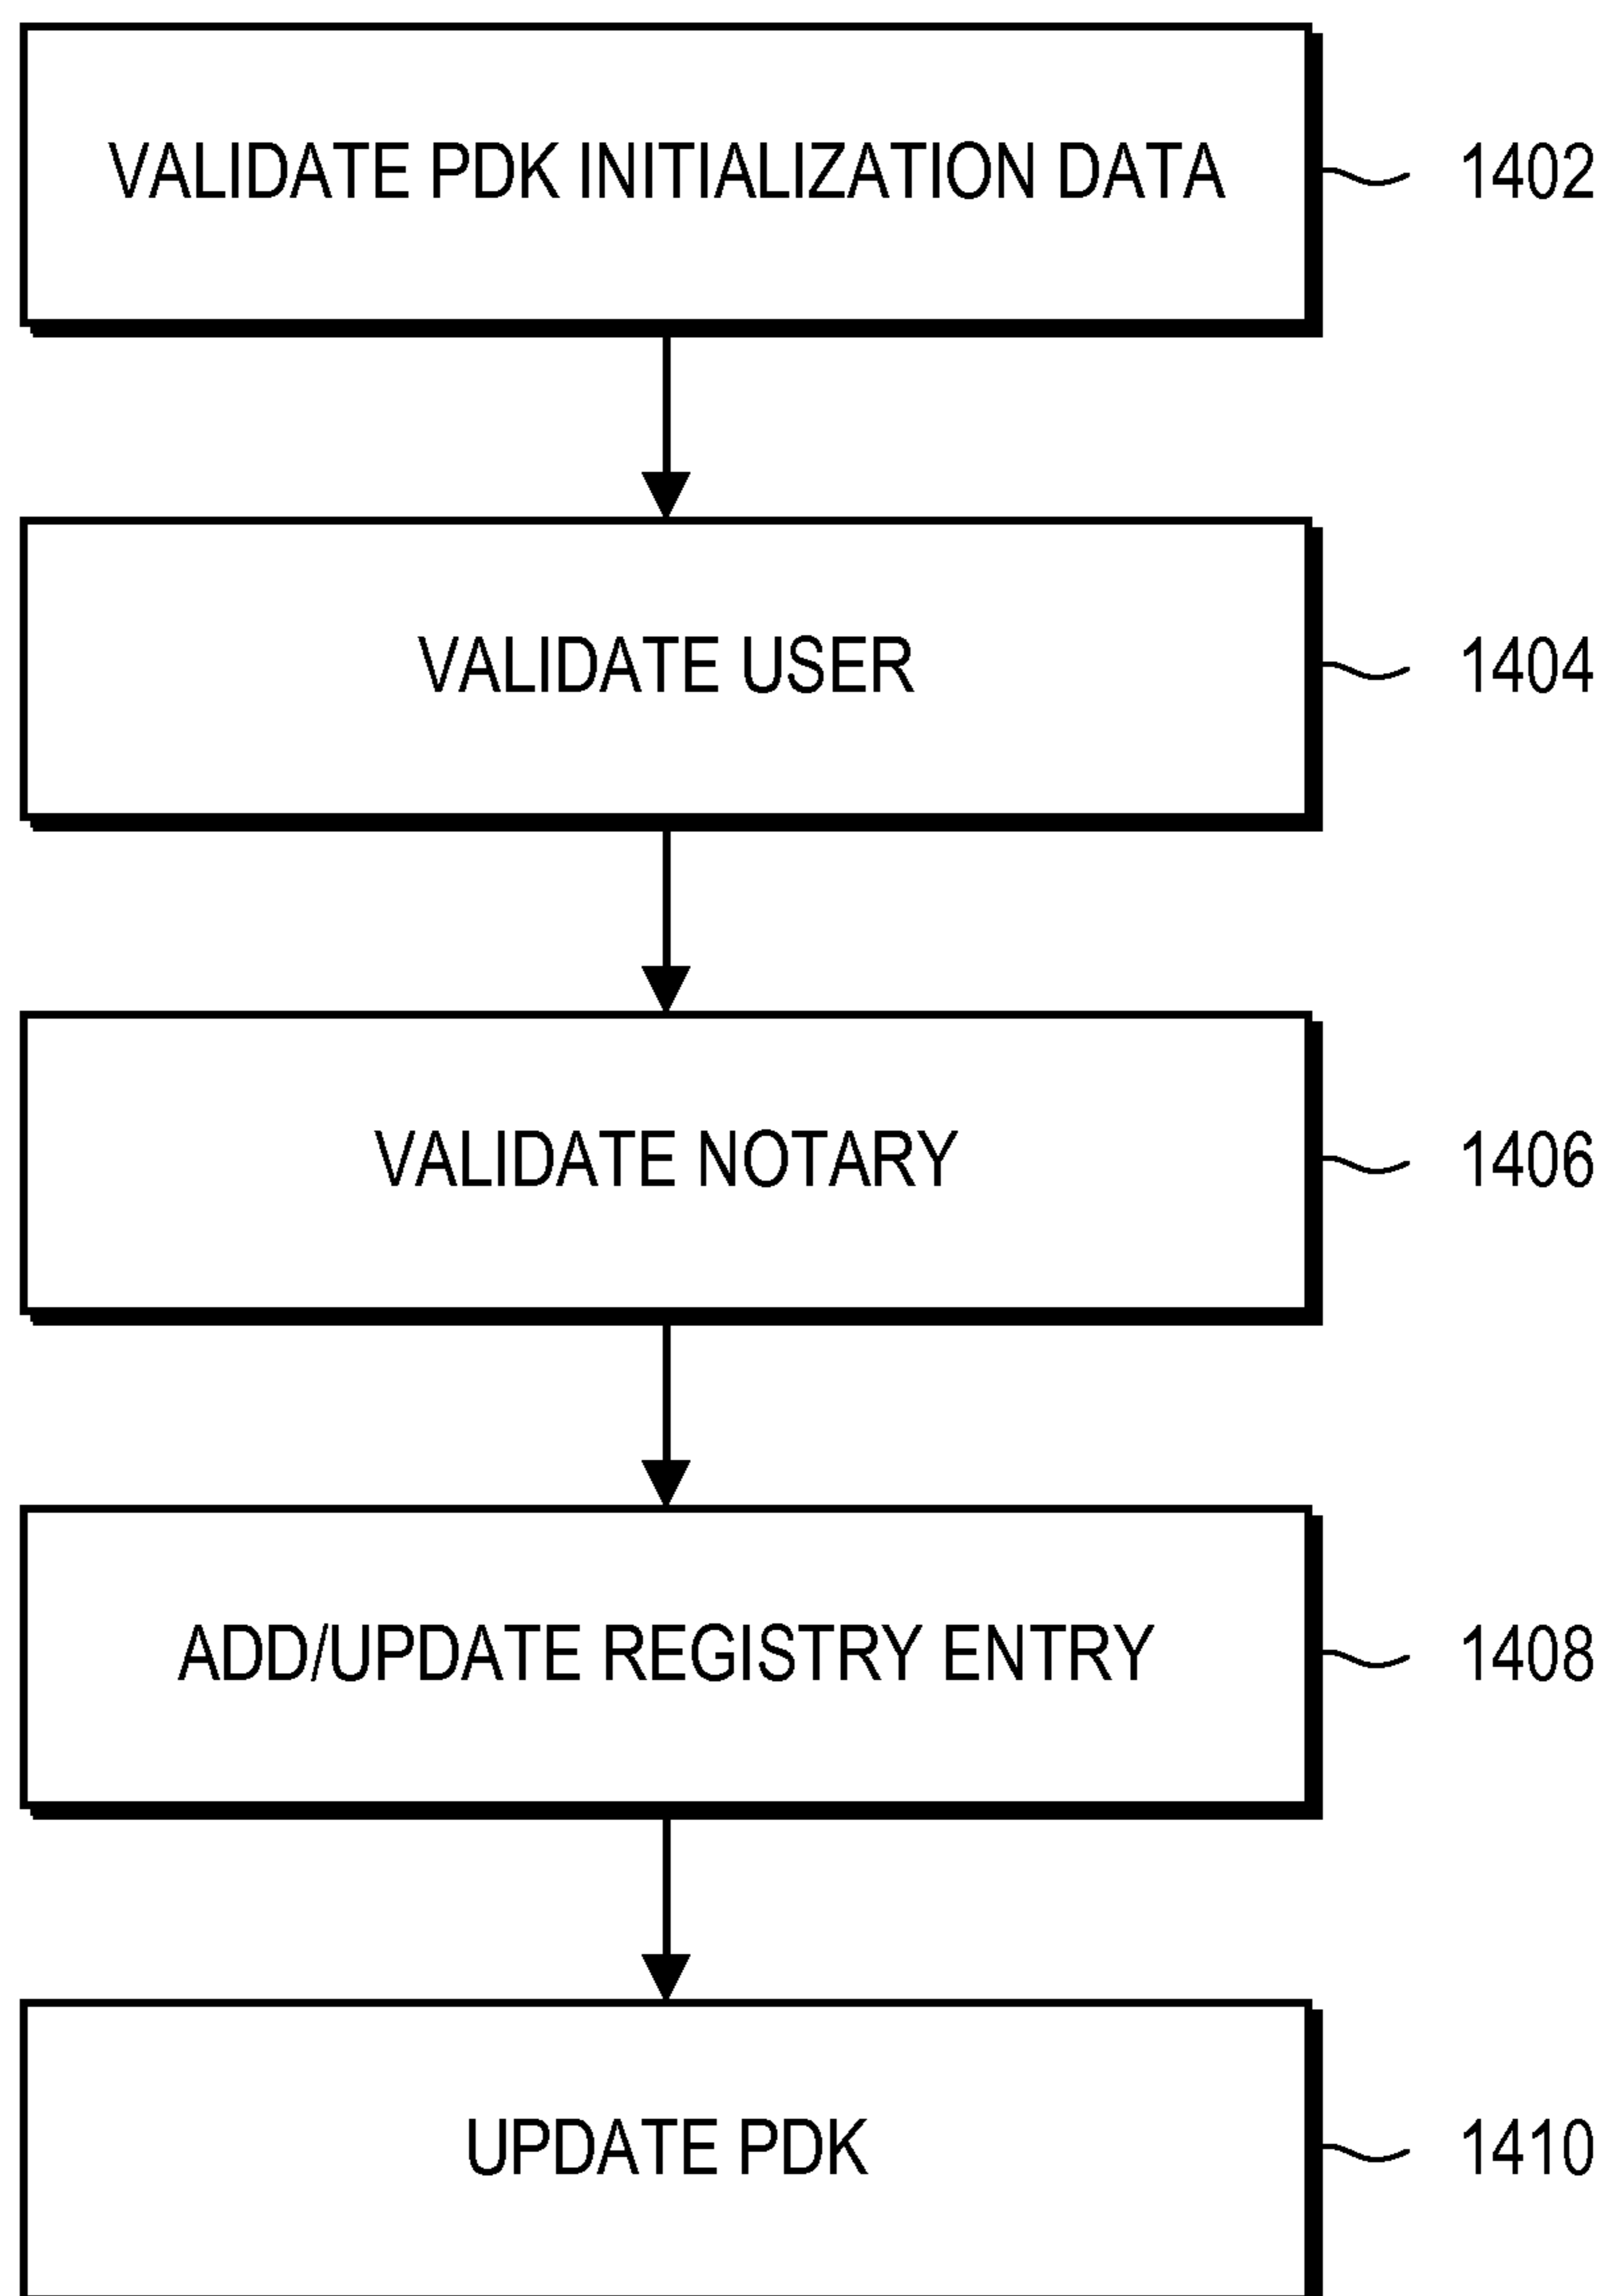 VALIDATE PDK INITIALIZATION DATA 1402
VALIDATE USER 1404
VALIDATE NOTARY 1406
ADD/UPDATE REGISTRY ENTRY 1408
UPDATE PDK 1410